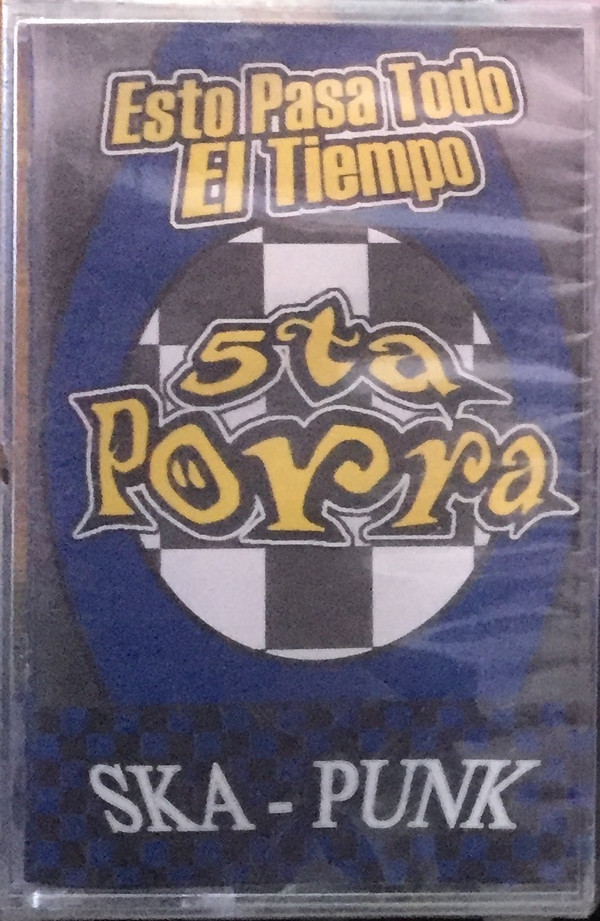 Esto Pasa Todo
El Tiempo
5ta
Porra
SKA - PUNK